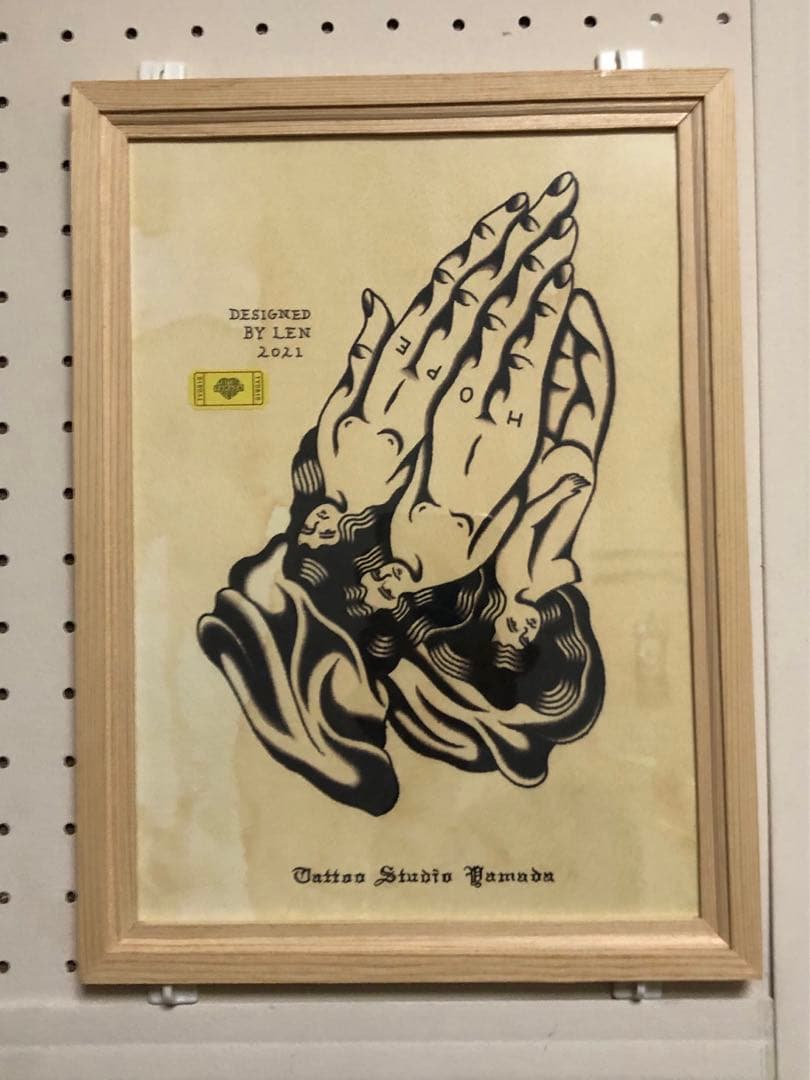 DESIGNED
BY LEN
2021
HOPE
Tattoo Studio Yamada